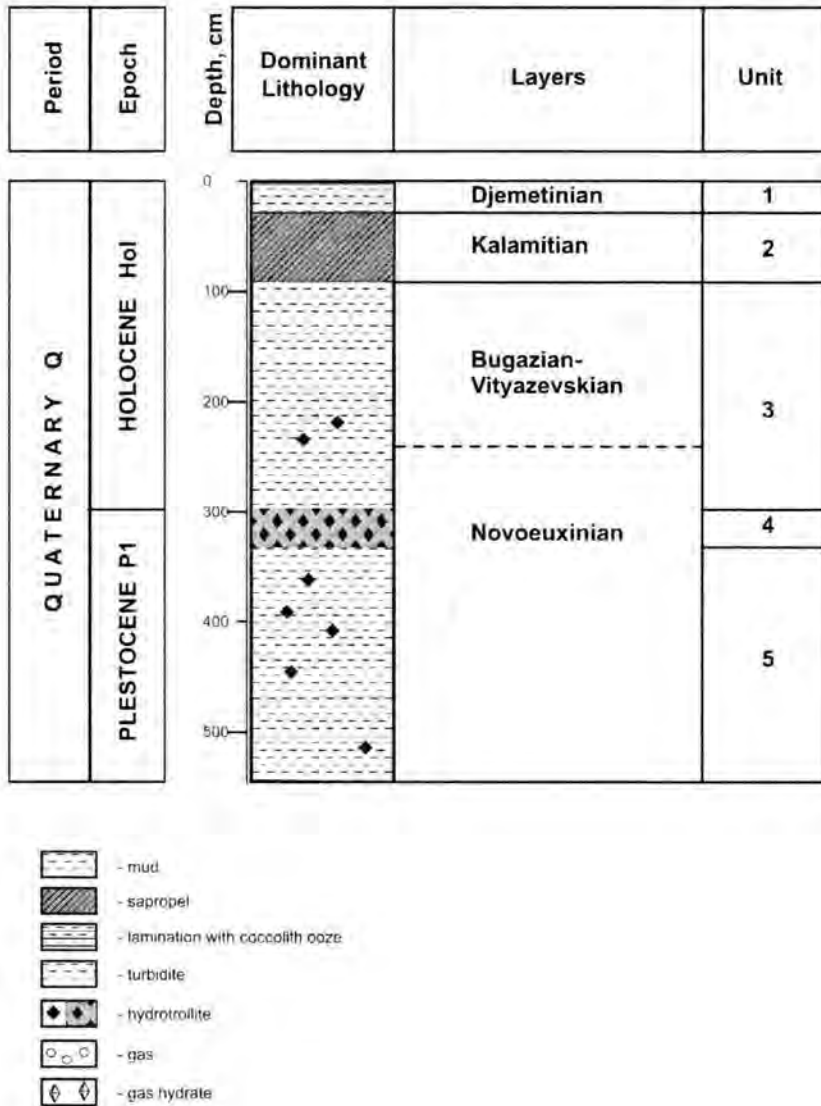 Period
Epoch
Depth, cm
Dominant
Lithology
Layers
Unit
QUATERNARY Q
HOLOCENE Hol
PLESTOCENE P1
0
100
200
300
400
500
Djemetinian
1
Kalamitian
2
Bugazian-
Vityazevskian
3
Novoeuxinian
4
5
- mud
- sapropel
- lamination with coccolith ooze
- turbidite
- hydrotroilite
- gas
- gas hydrate